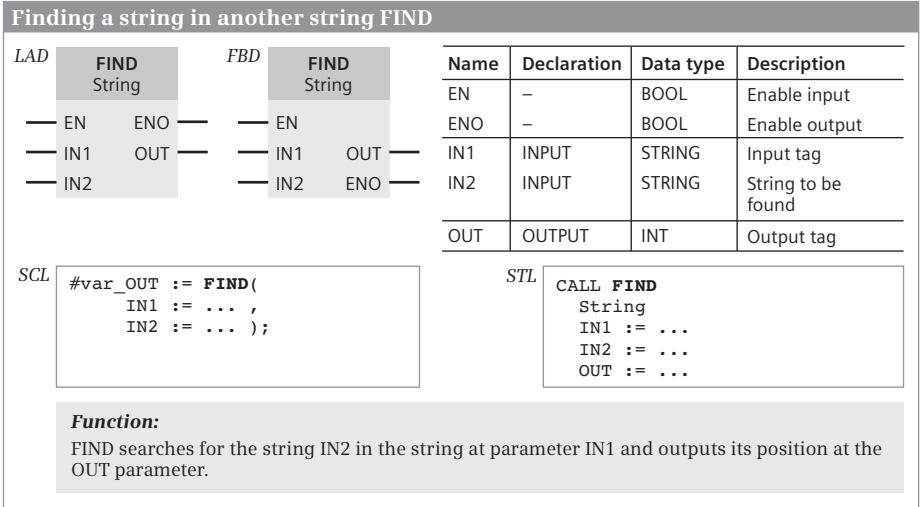 Finding a string in another string FIND
LAD
FIND
String
EN ENO
IN1 OUT
IN2
FBD
FIND
String
EN
IN1 OUT
IN2 ENO
Name Declaration Data type Description
EN – BOOL Enable input
ENO – BOOL Enable output
IN1 INPUT STRING Input tag
IN2 INPUT STRING String to be
found
OUT OUTPUT INT Output tag
SCL
#var_OUT := FIND(
IN1 := ... ,
IN2 := ... );
STL
CALL FIND
String
IN1 := ...
IN2 := ...
OUT := ...
Function:
FIND searches for the string IN2 in the string at parameter IN1 and outputs its position at the
OUT parameter.